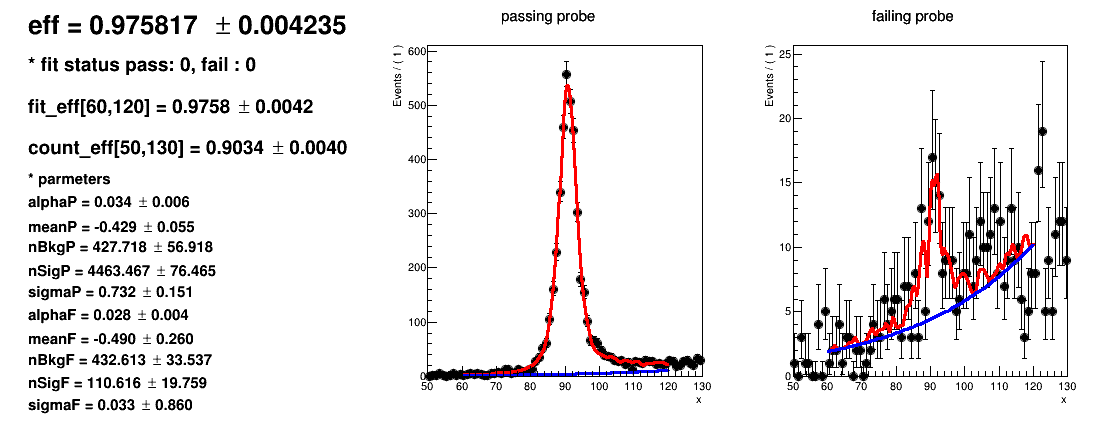 eff = 0.975817 ± 0.004235
* fit status pass: 0, fail : 0
fit_eff[60,120] = 0.9758 ± 0.0042
count_eff[50,130] = 0.9034 ± 0.0040
* parmeters
alphaP = 0.034 ± 0.006
meanP = -0.429 ± 0.055
nBkgP = 427.718 ± 56.918
nSigP = 4463.467 ± 76.465
sigmaP = 0.732 ± 0.151
alphaF = 0.028 ± 0.004
meanF = -0.490 ± 0.260
nBkgF = 432.613 ± 33.537
nSigF = 110.616 ± 19.759
sigmaF = 0.033 ± 0.860
passing probe
Events / ( 1 )
600
500
400
300
200
100
0
50 60 70 80 90 100 110 120 130
x
failing probe
Events / ( 1 )
25
20
15
10
5
0
50 60 70 80 90 100 110 120 130
x